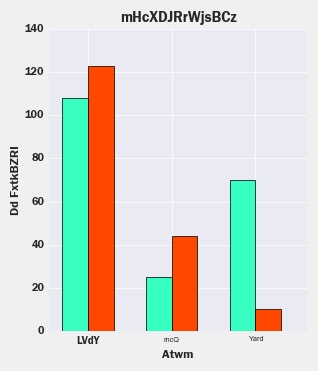 mHcXDJRrWjsBCz
140
120
100
80
60
40
20
0
Dd FxtkBZRI
LVdY mcQ Yard
Atwm